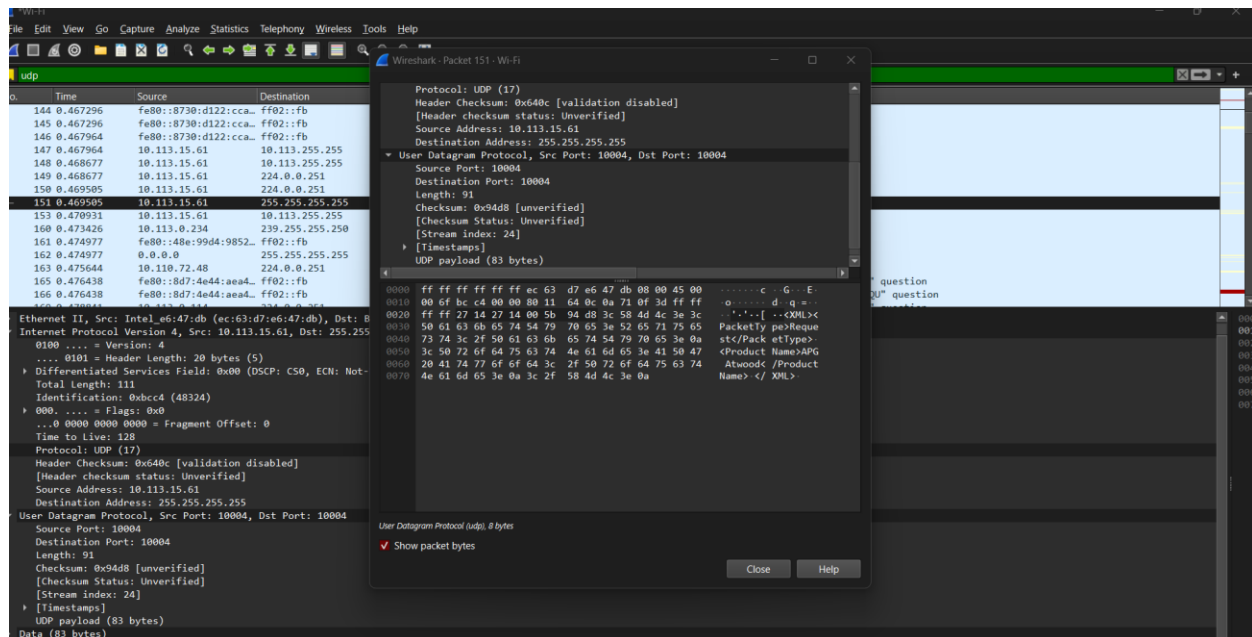 *Wi-Fi
File Edit View Go Capture Analyze Statistics Telephony Wireless Tools Help
udp
o. Time Source Destination
144 0.467296 fe80::8730:d122:cca… ff02::fb
145 0.467296 fe80::8730:d122:cca… ff02::fb
146 0.467964 fe80::8730:d122:cca… ff02::fb
147 0.467964 10.113.15.61 10.113.255.255
148 0.468677 10.113.15.61 10.113.255.255
149 0.468677 10.113.15.61 224.0.0.251
150 0.469505 10.113.15.61 224.0.0.251
151 0.469505 10.113.15.61 255.255.255.255
153 0.470931 10.113.15.61 10.113.255.255
160 0.473426 10.113.0.234 239.255.255.250
161 0.474977 fe80::48e:99d4:9852… ff02::fb
162 0.474977 0.0.0.0 255.255.255.255
163 0.475644 10.110.72.48 224.0.0.251
165 0.476438 fe80::8d7:4e44:aea4… ff02::fb " question
166 0.476438 fe80::8d7:4e44:aea4… ff02::fb QU" question
Ethernet II, Src: Intel_e6:47:db (ec:63:d7:e6:47:db), Dst: B
Internet Protocol Version 4, Src: 10.113.15.61, Dst: 255.255
0100 .... = Version: 4
.... 0101 = Header Length: 20 bytes (5)
Differentiated Services Field: 0x00 (DSCP: CS0, ECN: Not-
Total Length: 111
Identification: 0xbcc4 (48324)
000. .... = Flags: 0x0
...0 0000 0000 0000 = Fragment Offset: 0
Time to Live: 128
Protocol: UDP (17)
Header Checksum: 0x640c [validation disabled]
[Header checksum status: Unverified]
Source Address: 10.113.15.61
Destination Address: 255.255.255.255
User Datagram Protocol, Src Port: 10004, Dst Port: 10004
Source Port: 10004
Destination Port: 10004
Length: 91
Checksum: 0x94d8 [unverified]
[Checksum Status: Unverified]
[Stream index: 24]
[Timestamps]
UDP payload (83 bytes)
Data (83 bytes)
Wireshark · Packet 151 · Wi-Fi
Protocol: UDP (17)
Header Checksum: 0x640c [validation disabled]
[Header checksum status: Unverified]
Source Address: 10.113.15.61
Destination Address: 255.255.255.255
User Datagram Protocol, Src Port: 10004, Dst Port: 10004
Source Port: 10004
Destination Port: 10004
Length: 91
Checksum: 0x94d8 [unverified]
[Checksum Status: Unverified]
[Stream index: 24]
[Timestamps]
UDP payload (83 bytes)
0000 ff ff ff ff ff ff ec 63 d7 e6 47 db 08 00 45 00 ·······c ··G···E·
0010 00 6f bc c4 00 00 80 11 64 0c 0a 71 0f 3d ff ff ·o······ d··q·=··
0020 ff ff 27 14 27 14 00 5b 94 d8 3c 58 4d 4c 3e 3c ··'·'··[ ··<XML><
0030 50 61 63 6b 65 74 54 79 70 65 3e 52 65 71 75 65 PacketTy pe>Reque
0040 73 74 3c 2f 50 61 63 6b 65 74 54 79 70 65 3e 0a st</Pack etType>·
0050 3c 50 72 6f 64 75 63 74 4e 61 6d 65 3e 41 50 47 <Product Name>APG
0060 20 41 74 77 6f 6f 64 3c 2f 50 72 6f 64 75 63 74 Atwood< /Product
0070 4e 61 6d 65 3e 0a 3c 2f 58 4d 4c 3e 0a Name>·</ XML>·
User Datagram Protocol (udp), 8 bytes
Show packet bytes
Close Help